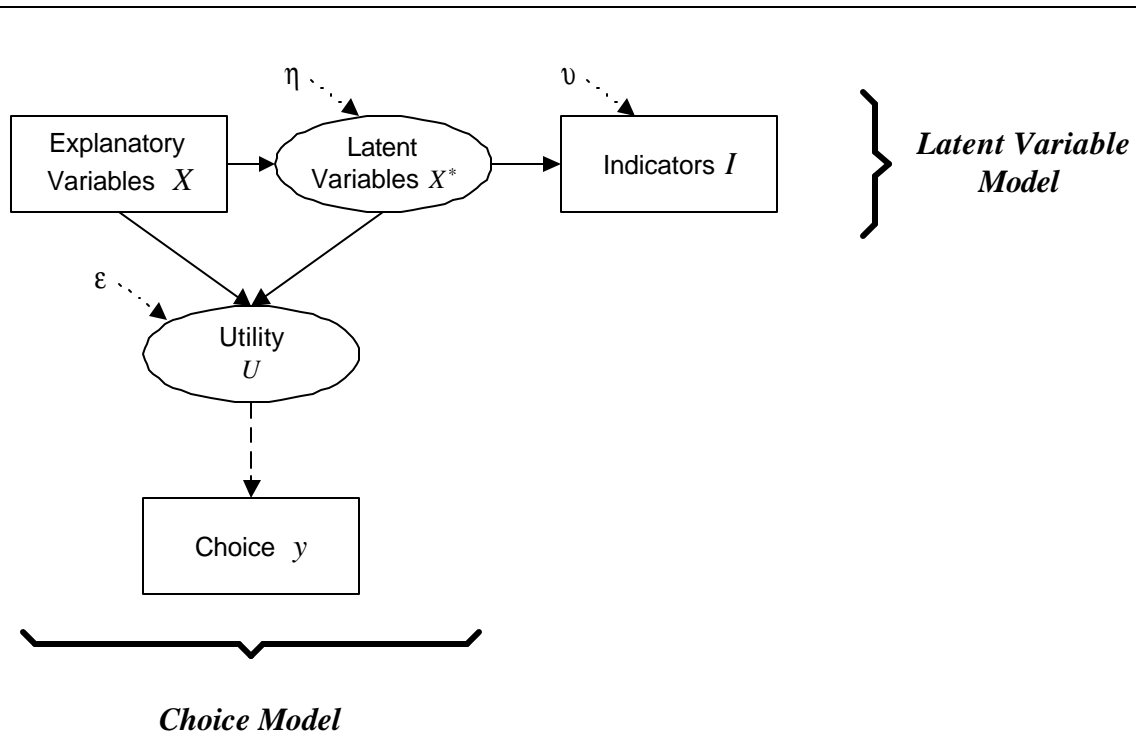 η
υ
Explanatory
Variables X
Latent
Variables X*
Indicators I
Latent Variable
Model
ε
Utility
U
Choice y
Choice Model